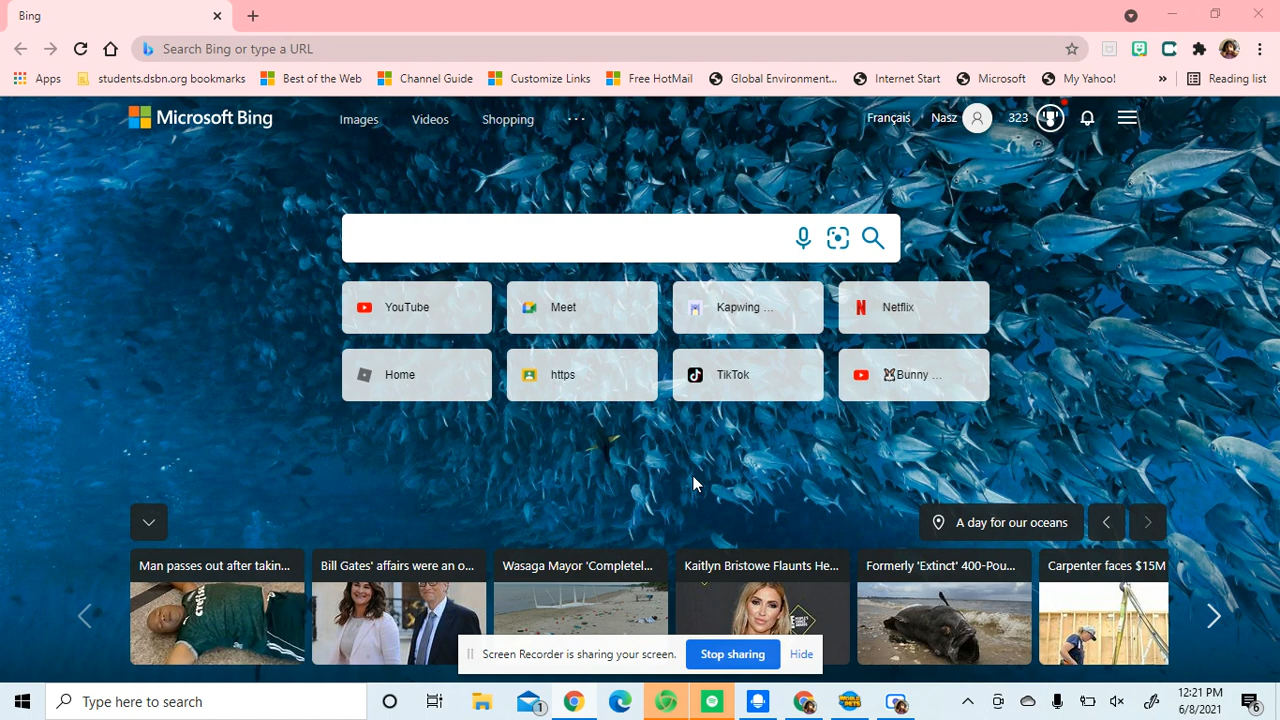 Bing
Search Bing or type a URL
Apps students.dsbn.org bookmarks Best of the Web Channel Guide Customize Links Free HotMail Global Environment... Internet Start Microsoft My Yahoo! » Reading list
Microsoft Bing Images Videos Shopping ... Français Nasz 323
YouTube Meet Kapwing ... Netflix
Home https TikTok Bunny ...
A day for our oceans
Man passes out after takin... Bill Gates' affairs were an o... Wasaga Mayor 'Completel... Kaitlyn Bristowe Flaunts He... Formerly 'Extinct' 400-Pou... Carpenter faces $15M
Screen Recorder is sharing your screen. Stop sharing Hide
Type here to search 1 12:21 PM
6/8/2021 6